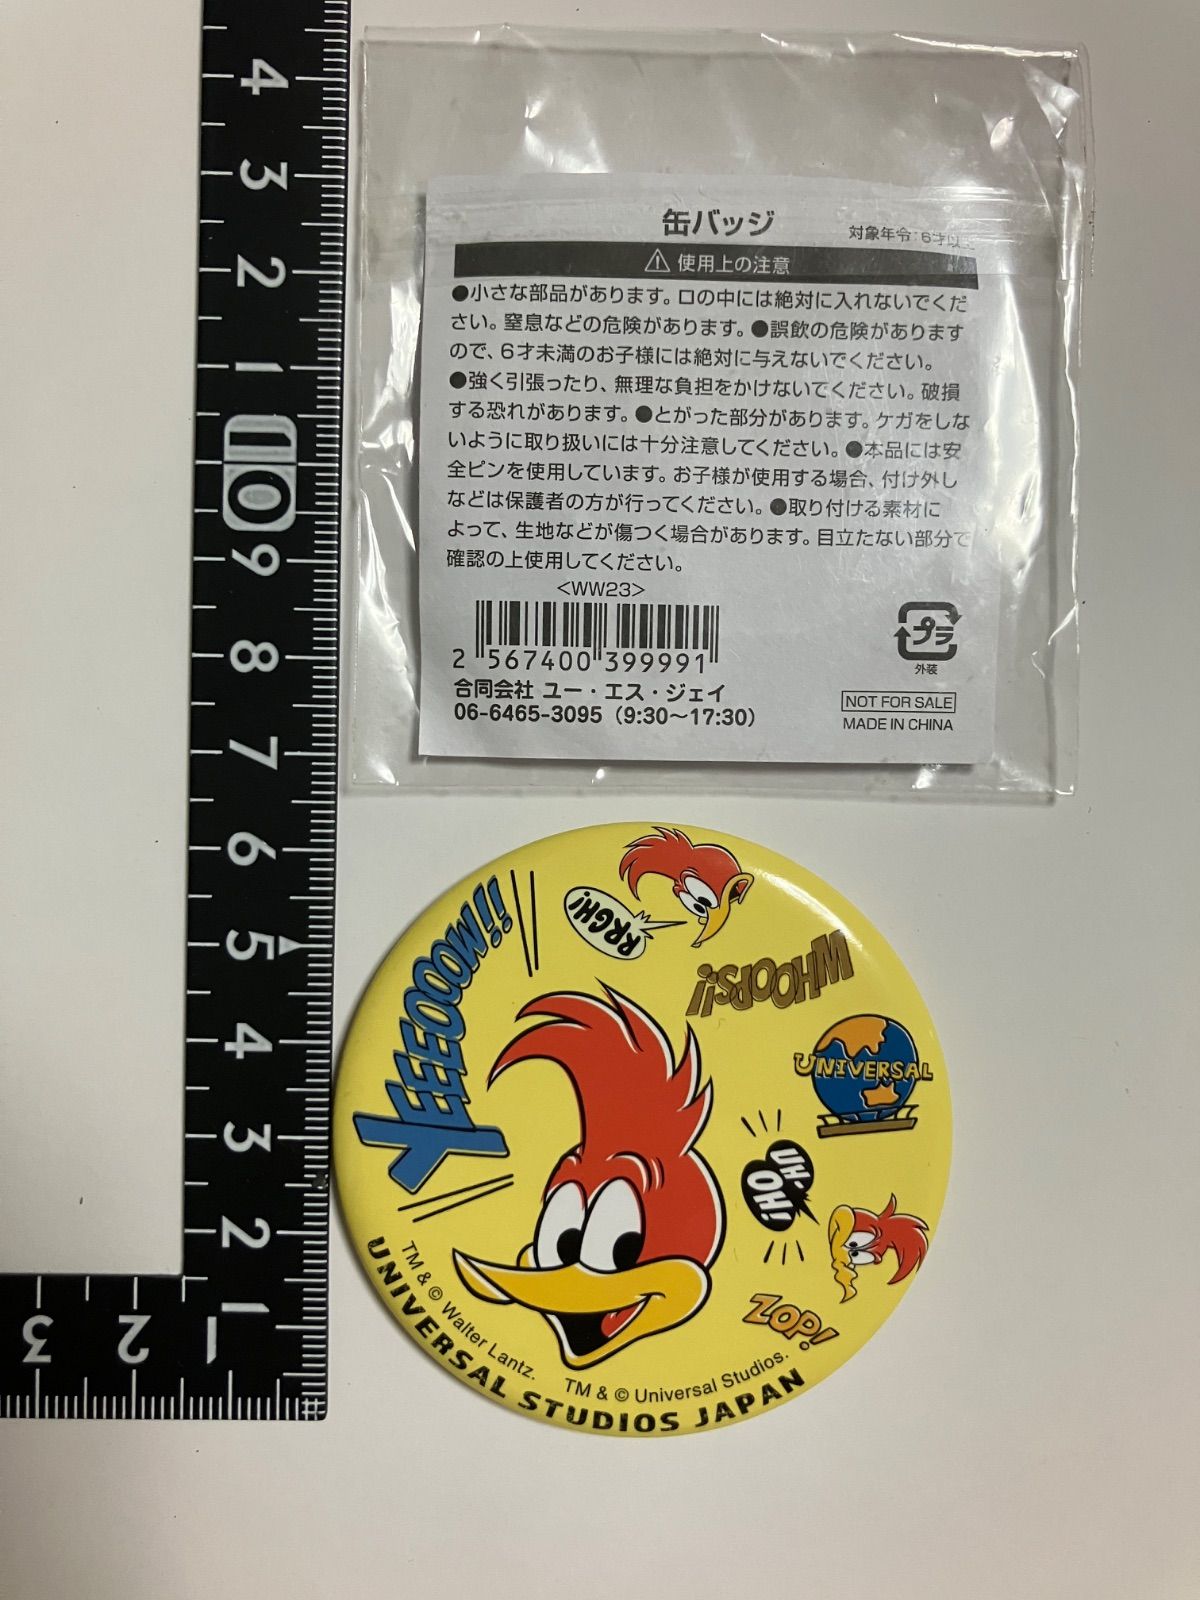 缶バッジ
対象年令:6才以上
使用上の注意
●小さな部品があります。口の中には絶対に入れないでくだ
さい。窒息などの危険があります。●誤飲の危険があります
ので、6才未満のお子様には絶対に与えないでください。
●強く引張ったり、無理な負担をかけないでください。破損
する恐れがあります。●とがった部分があります。ケガをしな
いように取り扱いには十分注意してください。●本品には安
全ピンを使用しています。お子様が使用する場合、付け外し
などは保護者の方が行ってください。●取り付ける素材に
よって、生地などが傷つく場合があります。目立たない部分で
確認の上使用してください。
<WW23>
2 567400 399991
プラ
外装
合同会社 ユー・エス・ジェイ
06-6465-3095(9:30〜17:30)
NOT FOR SALE
MADE IN CHINA
4
3
2
1
10
9
8
7
6
5
4
3
2
1
3
2
1
RRGH!
YEEEOOOOW!!!
WHOOPS!!
UNIVERSAL
UH-
HO!
ZOP!
TM & © Walter Lantz.
TM & © Universal Studios.
UNIVERSAL STUDIOS JAPAN